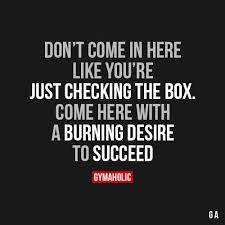 DON'T COME IN HERE
LIKE YOU'RE
JUST CHECKING THE BOX.
COME HERE WITH
A BURNING DESIRE
TO SUCCEED
GYMAHOLIC
G A